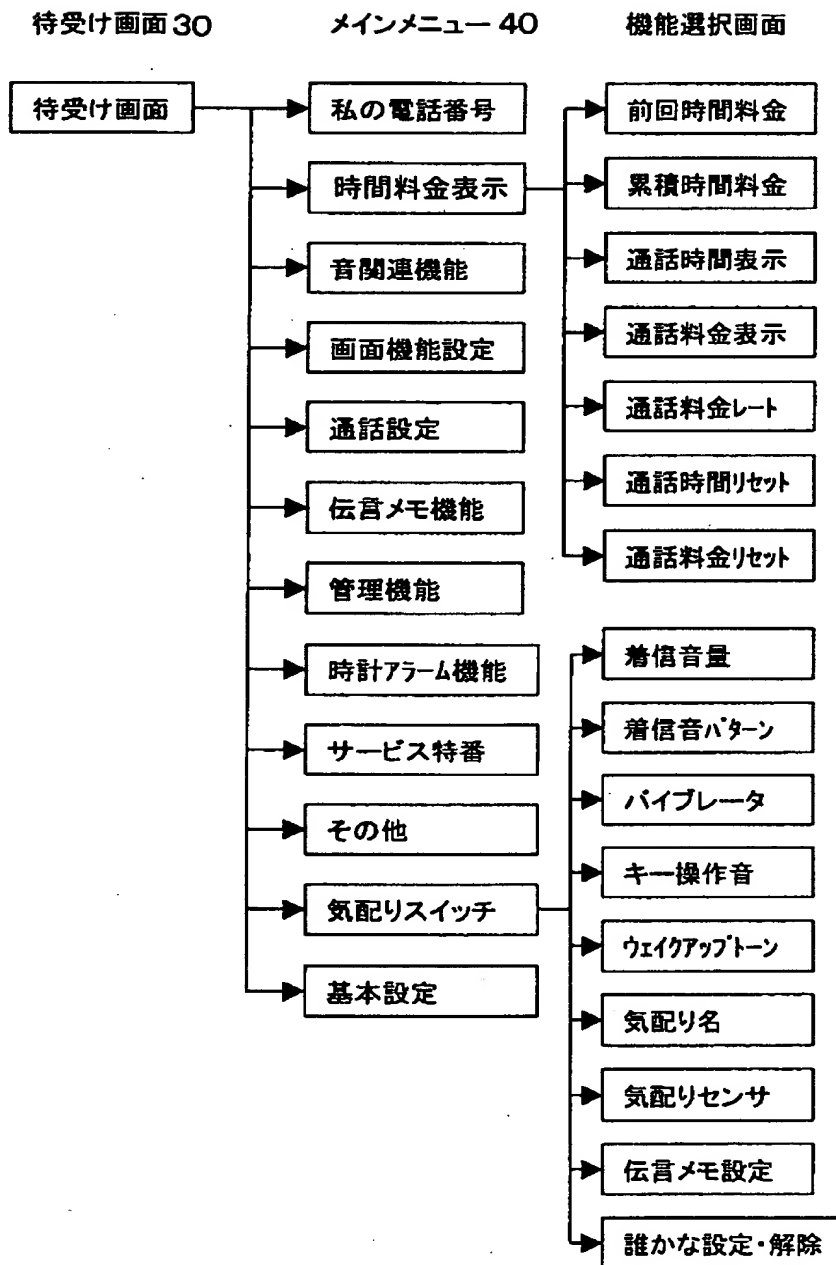 待受け画面30
メインメニュー40
機能選択画面
待受け画面
私の電話番号
時間料金表示
音関連機能
画面機能設定
通話設定
伝言メモ機能
管理機能
時計アラーム機能
サービス特番
その他
気配りスイッチ
基本設定
前回時間料金
累積時間料金
通話時間表示
通話料金表示
通話料金レート
通話時間リセット
通話料金リセット
着信音量
着信音パターン
バイブレータ
キー操作音
ウェイクアップトーン
気配り名
気配りセンサ
伝言メモ設定
誰かな設定・解除